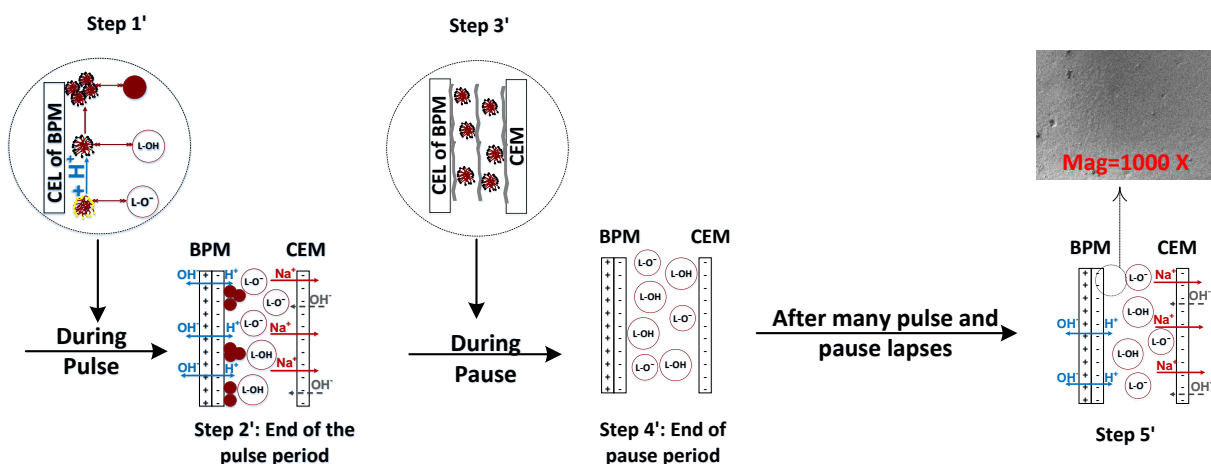 Step 1'
CEL of BPM
+ H⁺
L-OH
L-O⁻
During
Pulse
BPM
CEM
OH⁻
H⁺
L-O⁻
Na⁺
L-O⁻
OH⁻
OH⁻
H⁺
L-O⁻
Na⁺
L-OH
OH⁻
H⁺
Na⁺
L-OH
OH⁻
Step 2': End of the
pulse period
Step 3'
CEL of BPM
CEM
During
Pause
BPM
CEM
L-O⁻
L-OH
L-OH
L-O⁻
L-OH
L-O⁻
L-OH
Step 4': End of
pause period
After many pulse and
pause lapses
Mag=1000 X
BPM
CEM
L-O⁻
Na⁺
OH⁻
OH⁻
H⁺
L-OH
Na⁺
L-O⁻
L-OH
OH⁻
H⁺
L-O⁻
Na⁺
OH⁻
Step 5'